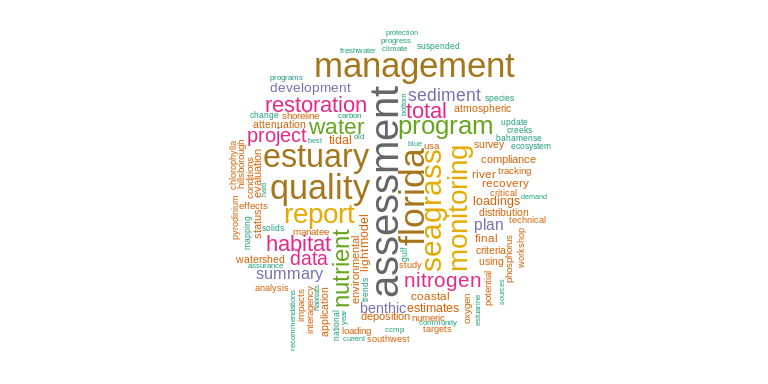 protection
progress
climate
freshwater
suspended
management
programs
development
sediment
species
restoration
bottom
total
atmospheric
change
shoreline
carbon
attenuation
water
program
update
creeks
bahamense
project
best
tidal
old
blue
usa
survey
ecosystem
estuary
assessment
florida
seagrass
monitoring
compliance
chlorophylla
hillsborough
conditions
evaluation
hard
quality
river
tracking
recovery
critical
demand
effects
report
loadings
distribution
pyrodinium
mapping
status
solids
manatee
lightmodel
plan
technical
habitat
nutrient
environmental
gulf
final
criteria
phosphorus
workshop
watershed
data
study
using
assurance
summary
trends
nitrogen
potential
sources
analysis
recommendations
impacts
interagency
habitats
application
national
year
benthic
coastal
estimates
oxygen
estuarine
deposition
numeric
community
loading
ccmp
targets
current
southwest